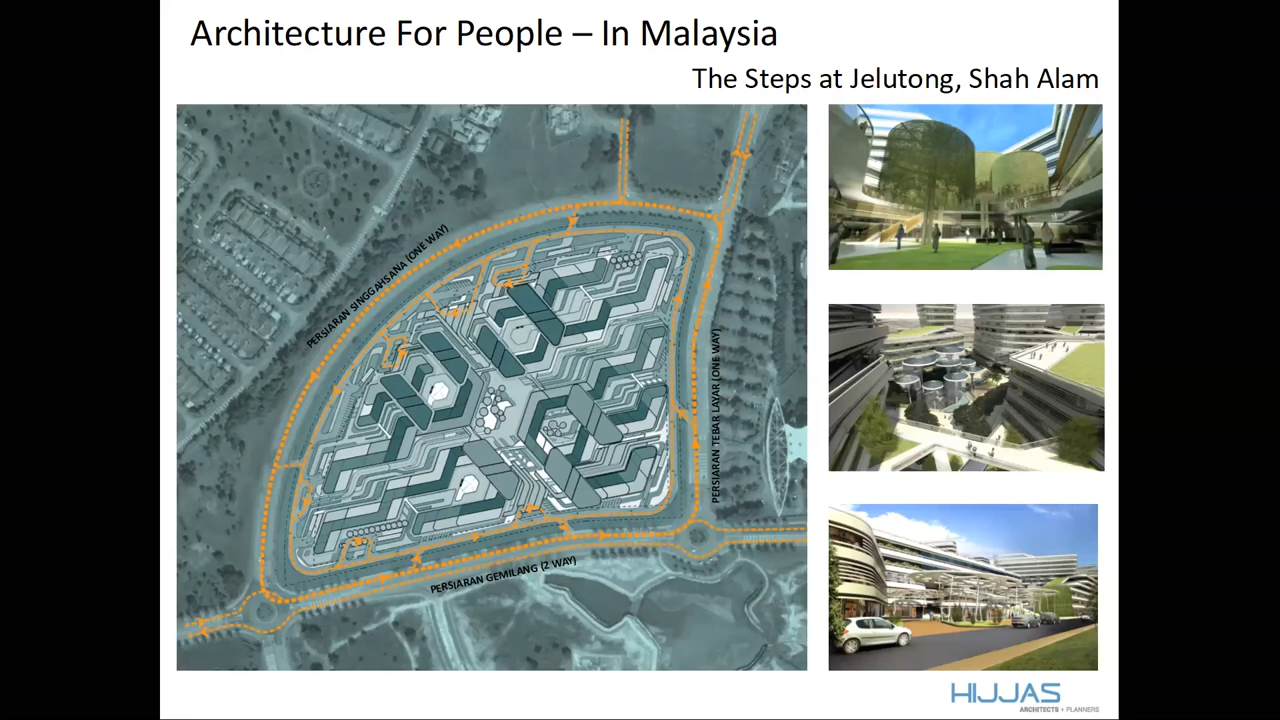 Architecture For People – In Malaysia
The Steps at Jelutong, Shah Alam
PERSIARAN SINGGAHSANA (ONE WAY)
PERSIARAN TEBAR LAYAR (ONE WAY)
PERSIARAN GEMILANG (2 WAY)
HIJJAS
ARCHITECTS + PLANNERS